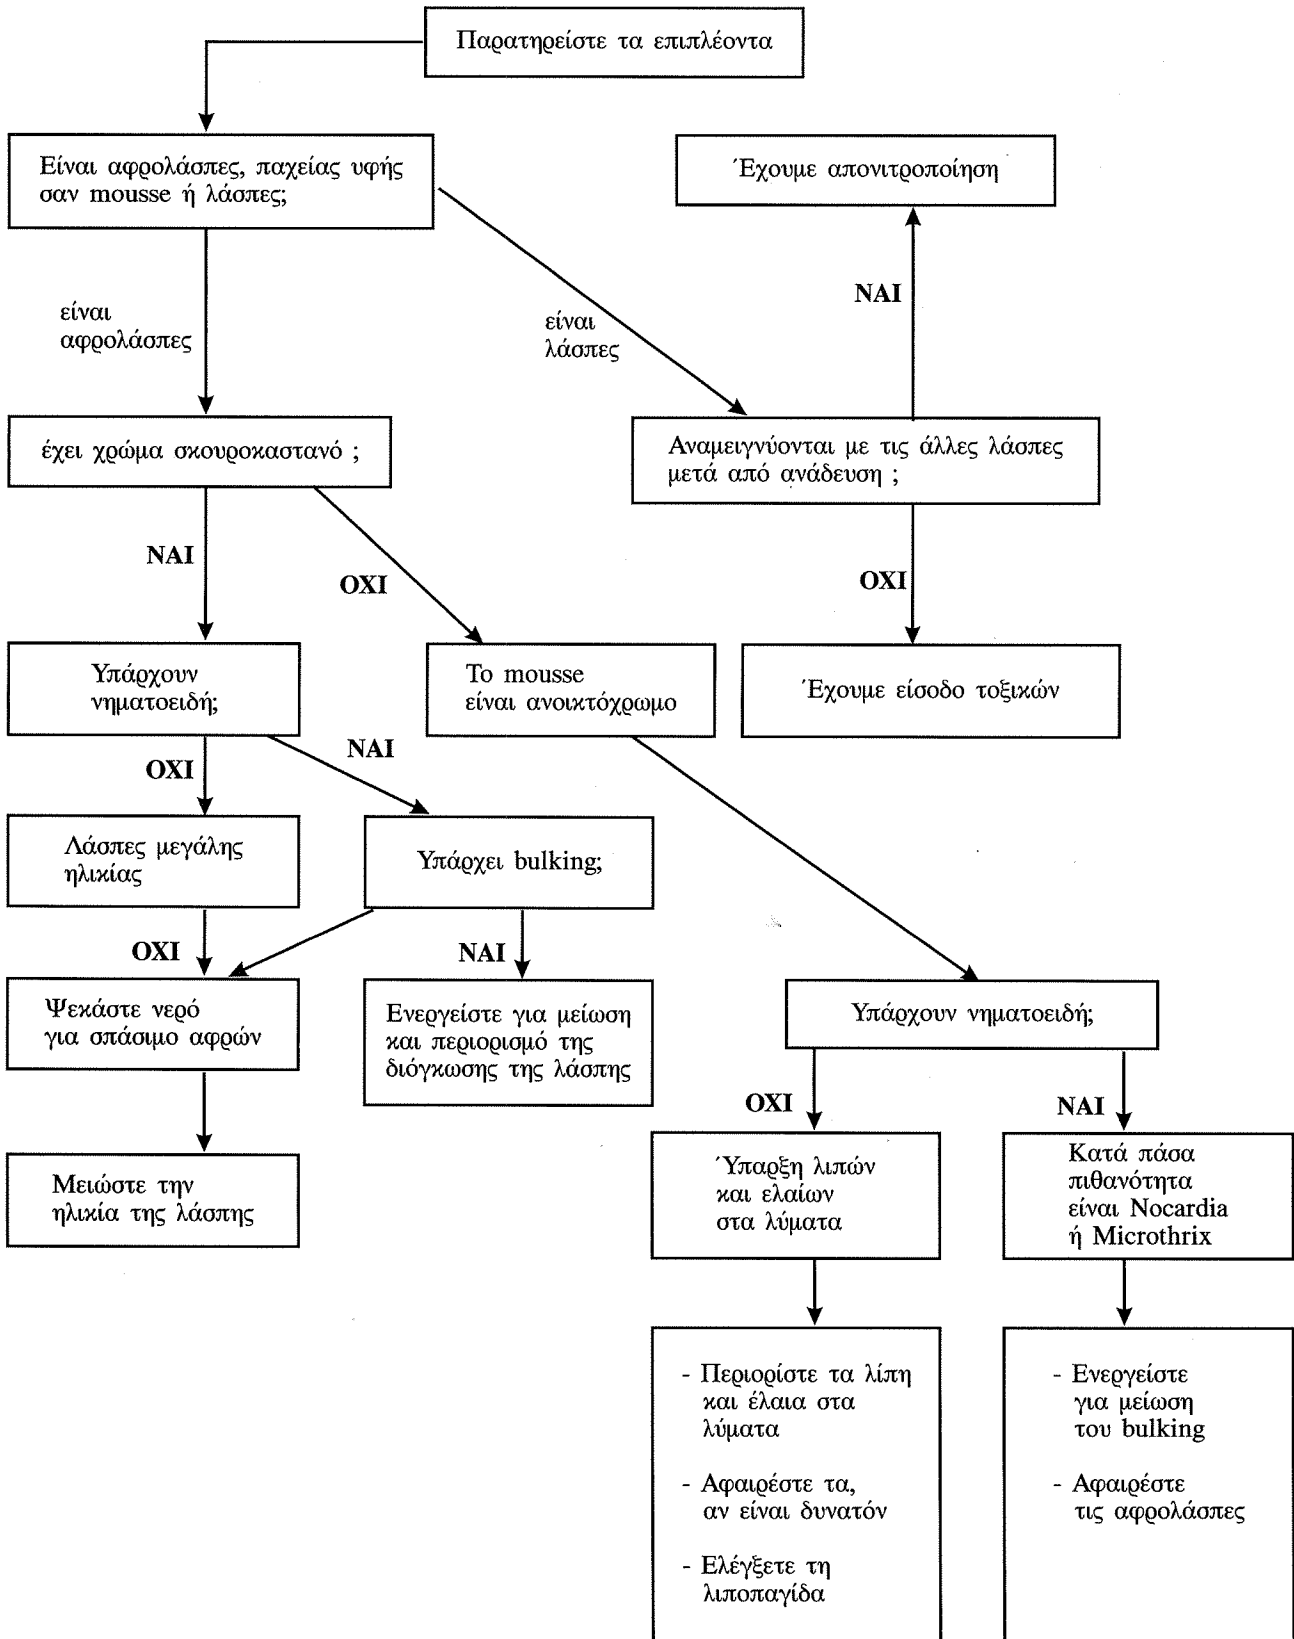 Παρατηρείστε τα επιπλέοντα
Είναι αφρολάσπες, παχείας υφής
σαν mousse ή λάσπες;
Έχουμε απονιτροποίηση
ΝΑΙ
είναι
αφρολάσπες
είναι
λάσπες
έχει χρώμα σκουροκαστανό ;
Αναμειγνύονται με τις άλλες λάσπες
μετά από ανάδευση ;
ΝΑΙ
ΟΧΙ
ΟΧΙ
Υπάρχουν
νηματοειδή;
Το mousse
είναι ανοικτόχρωμο
Έχουμε είσοδο τοξικών
ΟΧΙ
ΝΑΙ
Λάσπες μεγάλης
ηλικίας
Υπάρχει bulking;
ΟΧΙ
ΝΑΙ
Ψεκάστε νερό
για σπάσιμο αφρών
Ενεργείστε για μείωση
και περιορισμό της
διόγκωσης της λάσπης
Υπάρχουν νηματοειδή;
ΟΧΙ
ΝΑΙ
Μειώστε την
ηλικία της λάσπης
Ύπαρξη λιπών
και ελαίων
στα λύματα
Κατά πάσα
πιθανότητα
είναι Nocardia
ή Microthrix
- Περιορίστε τα λίπη
και έλαια στα
λύματα
- Αφαιρέστε τα,
αν είναι δυνατόν
- Ελέγξετε τη
λιποπαγίδα
- Ενεργείστε
για μείωση
του bulking
- Αφαιρέστε
τις αφρολάσπες